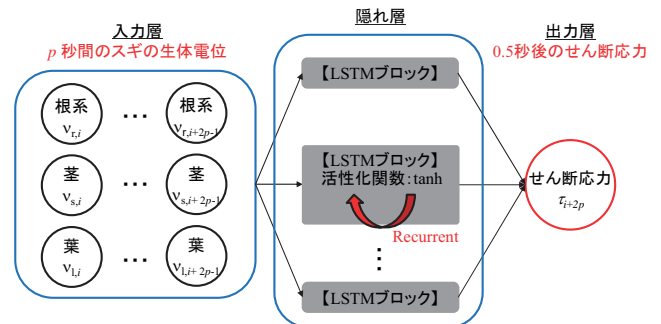 入力層
p 秒間のスギの生体電位
根系 ... 根系
νr,i νr,i+2p-1
茎 ... 茎
νs,i νs,i+2p-1
葉 ... 葉
νl,i νl,i+2p-1
隠れ層
【LSTMブロック】
【LSTMブロック】
活性化関数:tanh
Recurrent
⋮
【LSTMブロック】
出力層
0.5秒後のせん断応力
せん断応力
τi+2p